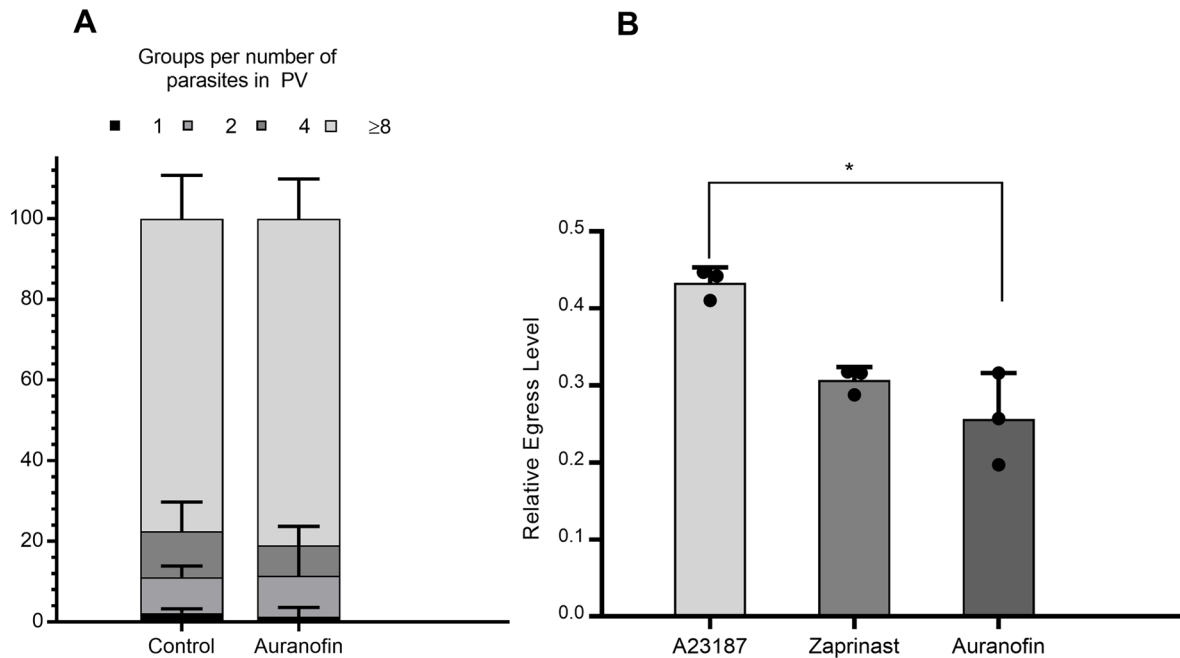 A
Groups per number of
parasites in PV
1 2 4 ≥8
100
80
60
40
20
0
Control Auranofin
B
*
Relative Egress Level
0.5
0.4
0.3
0.2
0.1
0.0
A23187 Zaprinast Auranofin